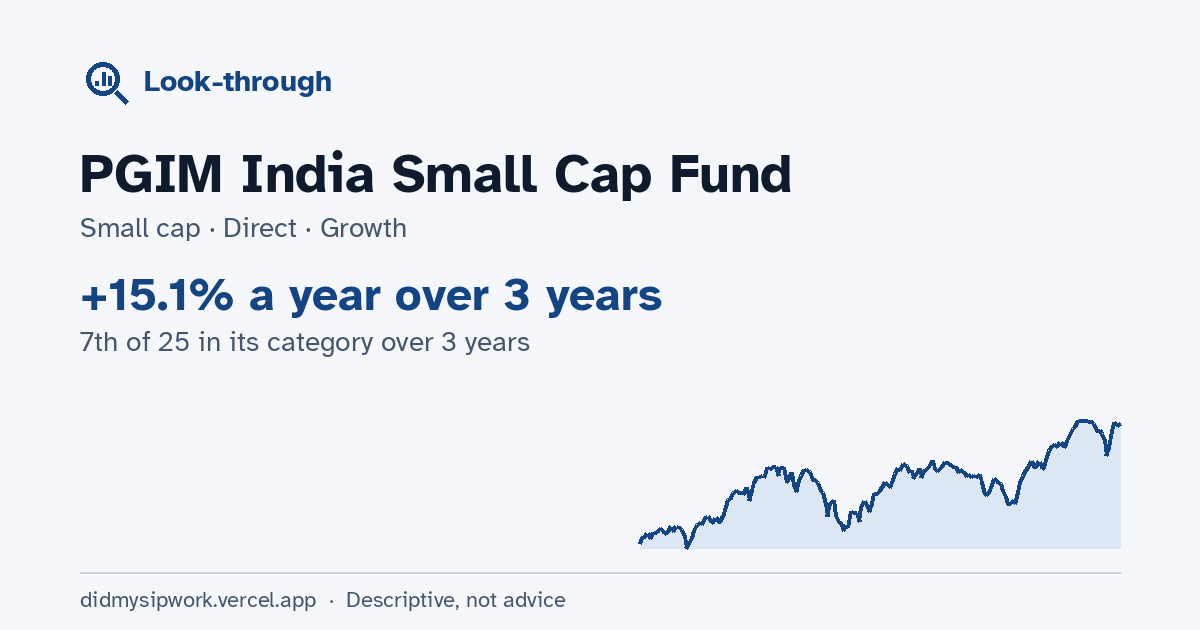 Look-through
PGIM India Small Cap Fund
Small cap · Direct · Growth
+15.1% a year over 3 years
7th of 25 in its category over 3 years
didmysipwork.vercel.app · Descriptive, not advice